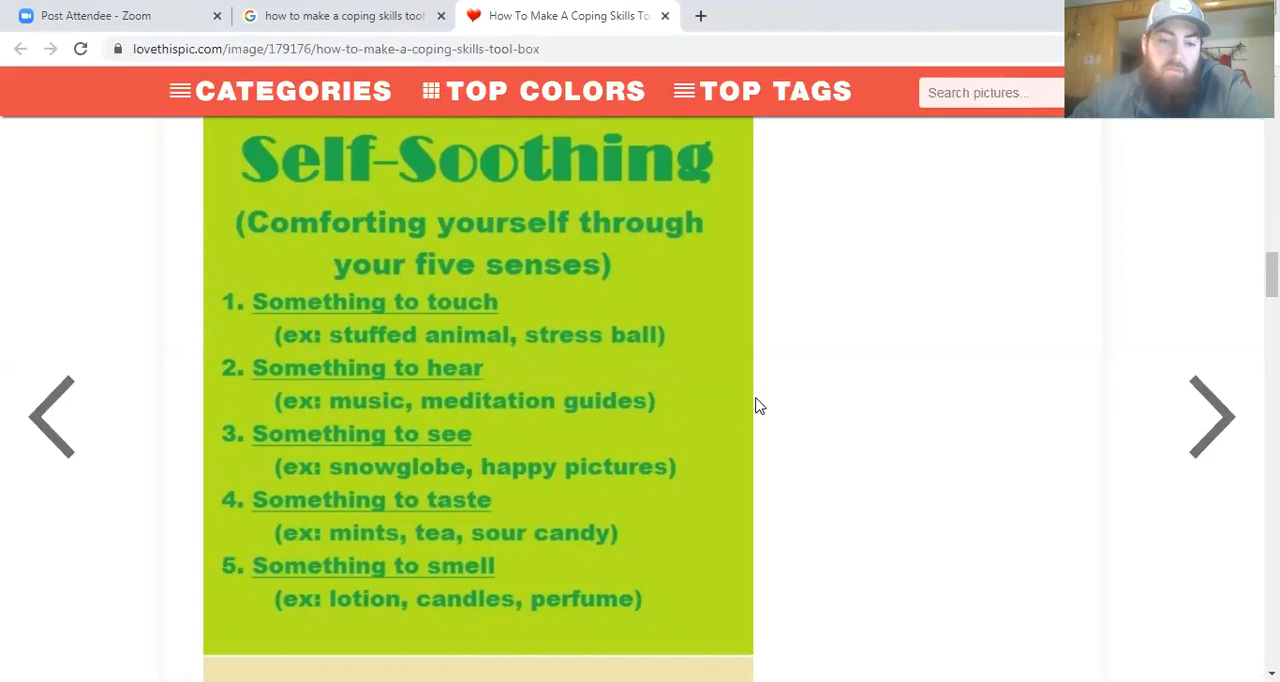 Post Attendee - Zoom
how to make a coping skills tool
How To Make A Coping Skills To
lovethispic.com/image/179176/how-to-make-a-coping-skills-tool-box
CATEGORIES
TOP COLORS
TOP TAGS
Search pictures...
Self-Soothing
(Comforting yourself through
your five senses)
1. Something to touch
(ex: stuffed animal, stress ball)
2. Something to hear
(ex: music, meditation guides)
3. Something to see
(ex: snowglobe, happy pictures)
4. Something to taste
(ex: mints, tea, sour candy)
5. Something to smell
(ex: lotion, candles, perfume)